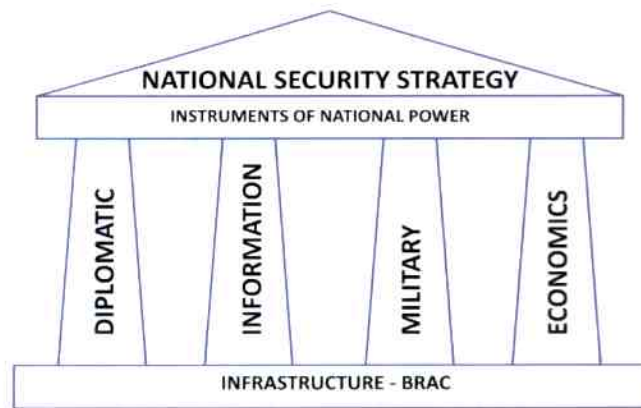 NATIONAL SECURITY STRATEGY
INSTRUMENTS OF NATIONAL POWER
DIPLOMATIC
INFORMATION
MILITARY
ECONOMICS
INFRASTRUCTURE - BRAC